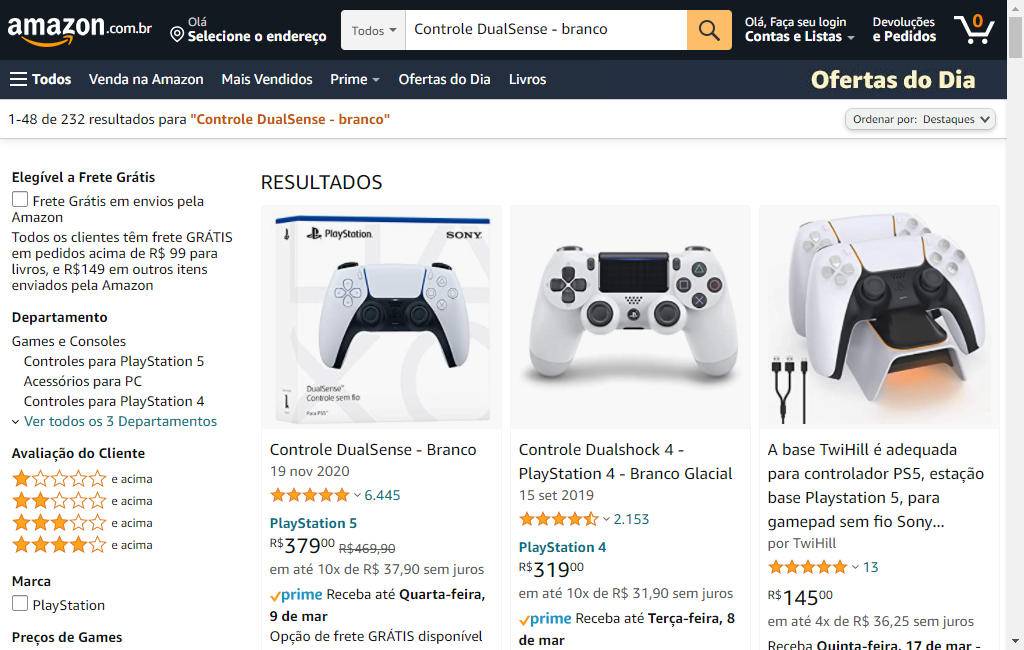 amazon.com.br
Olá
Selecione o endereço
Todos
Controle DualSense - branco
Olá, Faça seu login
Contas e Listas
Devoluções
e Pedidos
0
Todos
Venda na Amazon
Mais Vendidos
Prime
Ofertas do Dia
Livros
Ofertas do Dia
1-48 de 232 resultados para "Controle DualSense - branco"
Ordenar por: Destaques
Elegível a Frete Grátis
Frete Grátis em envios pela
Amazon
Todos os clientes têm frete GRÁTIS
em pedidos acima de R$ 99 para
livros, e R$149 em outros itens
enviados pela Amazon
Departamento
Games e Consoles
Controles para PlayStation 5
Acessórios para PC
Controles para PlayStation 4
Ver todos os 3 Departamentos
Avaliação do Cliente
e acima
e acima
e acima
e acima
Marca
PlayStation
Preços de Games
RESULTADOS
PlayStation.
SONY
DualSense™
Controle sem fio
Para PS5™
Controle DualSense - Branco
19 nov 2020
6.445
PlayStation 5
R$37900 R$469,90
em até 10x de R$ 37,90 sem juros
prime Receba até Quarta-feira,
9 de mar
Opção de frete GRÁTIS disponível
Controle Dualshock 4 -
PlayStation 4 - Branco Glacial
15 set 2019
2.153
PlayStation 4
R$31900
em até 10x de R$ 31,90 sem juros
prime Receba até Terça-feira, 8
de mar
A base TwiHill é adequada
para controlador PS5, estação
base Playstation 5, para
gamepad sem fio Sony...
por TwiHill
13
R$14500
em até 4x de R$ 36,25 sem juros
Receba Quinta-feira, 17 de mar -